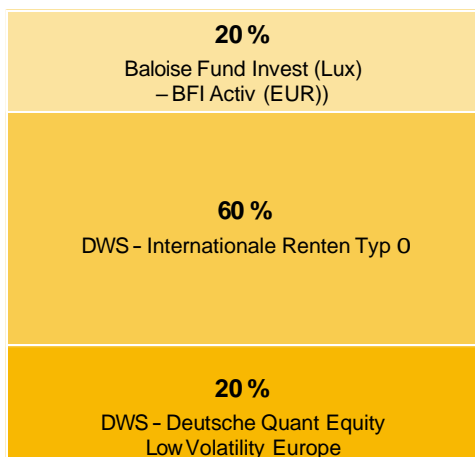 20 %
Baloise Fund Invest (Lux)
– BFI Activ (EUR))
60 %
DWS – Internationale Renten Typ O
20 %
DWS – Deutsche Quant Equity
Low Volatility Europe